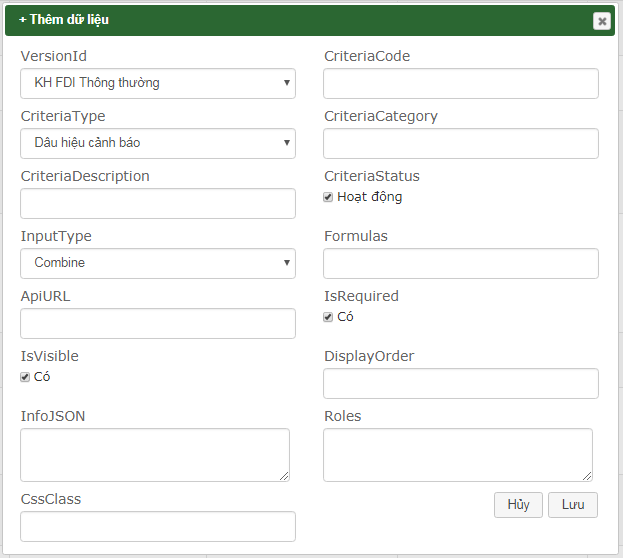 + Thêm dữ liệu
VersionId
CriteriaCode
KH FDI Thông thường
CriteriaType
CriteriaCategory
Dâu hiệu cảnh báo
CriteriaDescription
CriteriaStatus
Hoạt động
InputType
Formulas
Combine
ApiURL
IsRequired
Có
IsVisible
DisplayOrder
Có
InfoJSON
Roles
CssClass
Hủy
Lưu